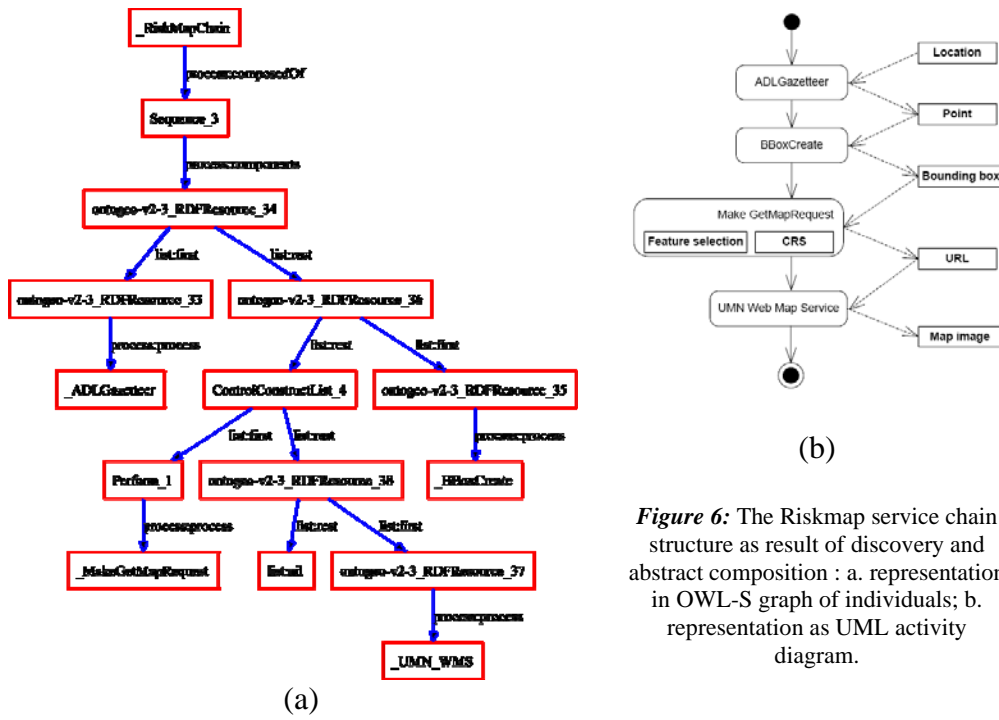 _RiskMapChain
process:composedOf
Sequence_3
process:components
ontogeo-v2-3_RDFResource_34
list:first
list:rest
ontogeo-v2-3_RDFResource_33
ontogeo-v2-3_RDFResource_36
process:process
list:rest
list:first
_ADLGazetteer
ControlConstructList_4
ontogeo-v2-3_RDFResource_35
list:first
list:rest
process:process
Perform_1
ontogeo-v2-3_RDFResource_38
_BBoxCreate
process:process
list:rest
list:first
_MakeGetMapRequest
list:nil
ontogeo-v2-3_RDFResource_37
process:process
_UMN_WMS
(a)
Location
ADLGazetteer
Point
BBoxCreate
Bounding box
Make GetMapRequest
Feature selection
CRS
URL
UMN Web Map Service
Map image
(b)
Figure 6: The Riskmap service chain
structure as result of discovery and
abstract composition : a. representation
in OWL-S graph of individuals; b.
representation as UML activity
diagram.